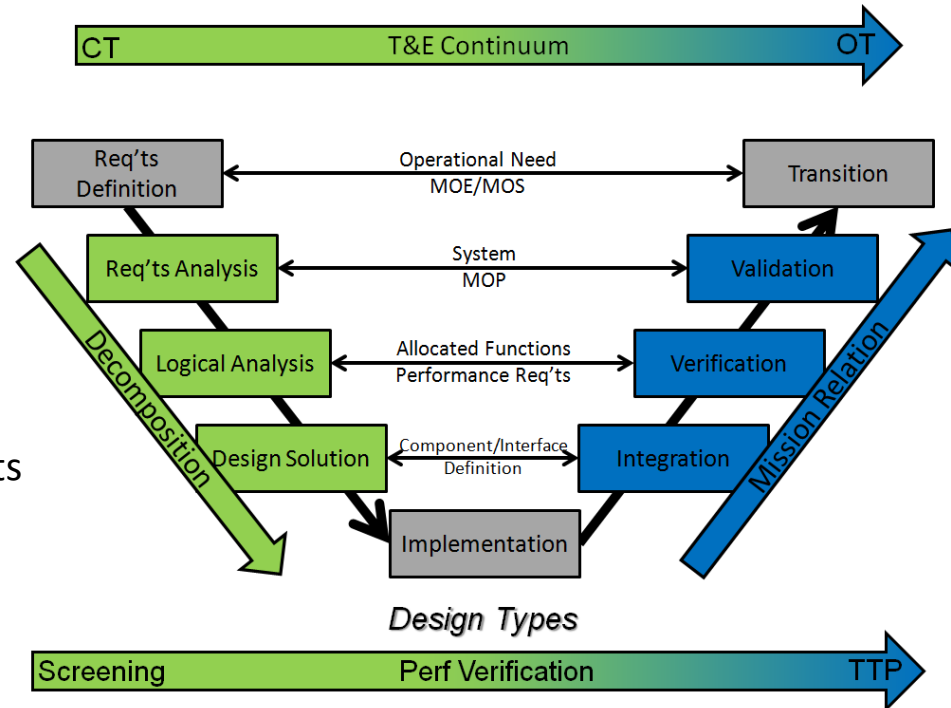 CT T&E Continuum OT
Req'ts
Definition
Operational Need
MOE/MOS
Transition
Req'ts Analysis
System
MOP
Validation
Logical Analysis
Allocated Functions
Performance Req'ts
Verification
Decomposition
Mission Relation
ts
Design Solution
Component/Interface
Definition
Integration
Implementation
Design Types
Screening Perf Verification TTP